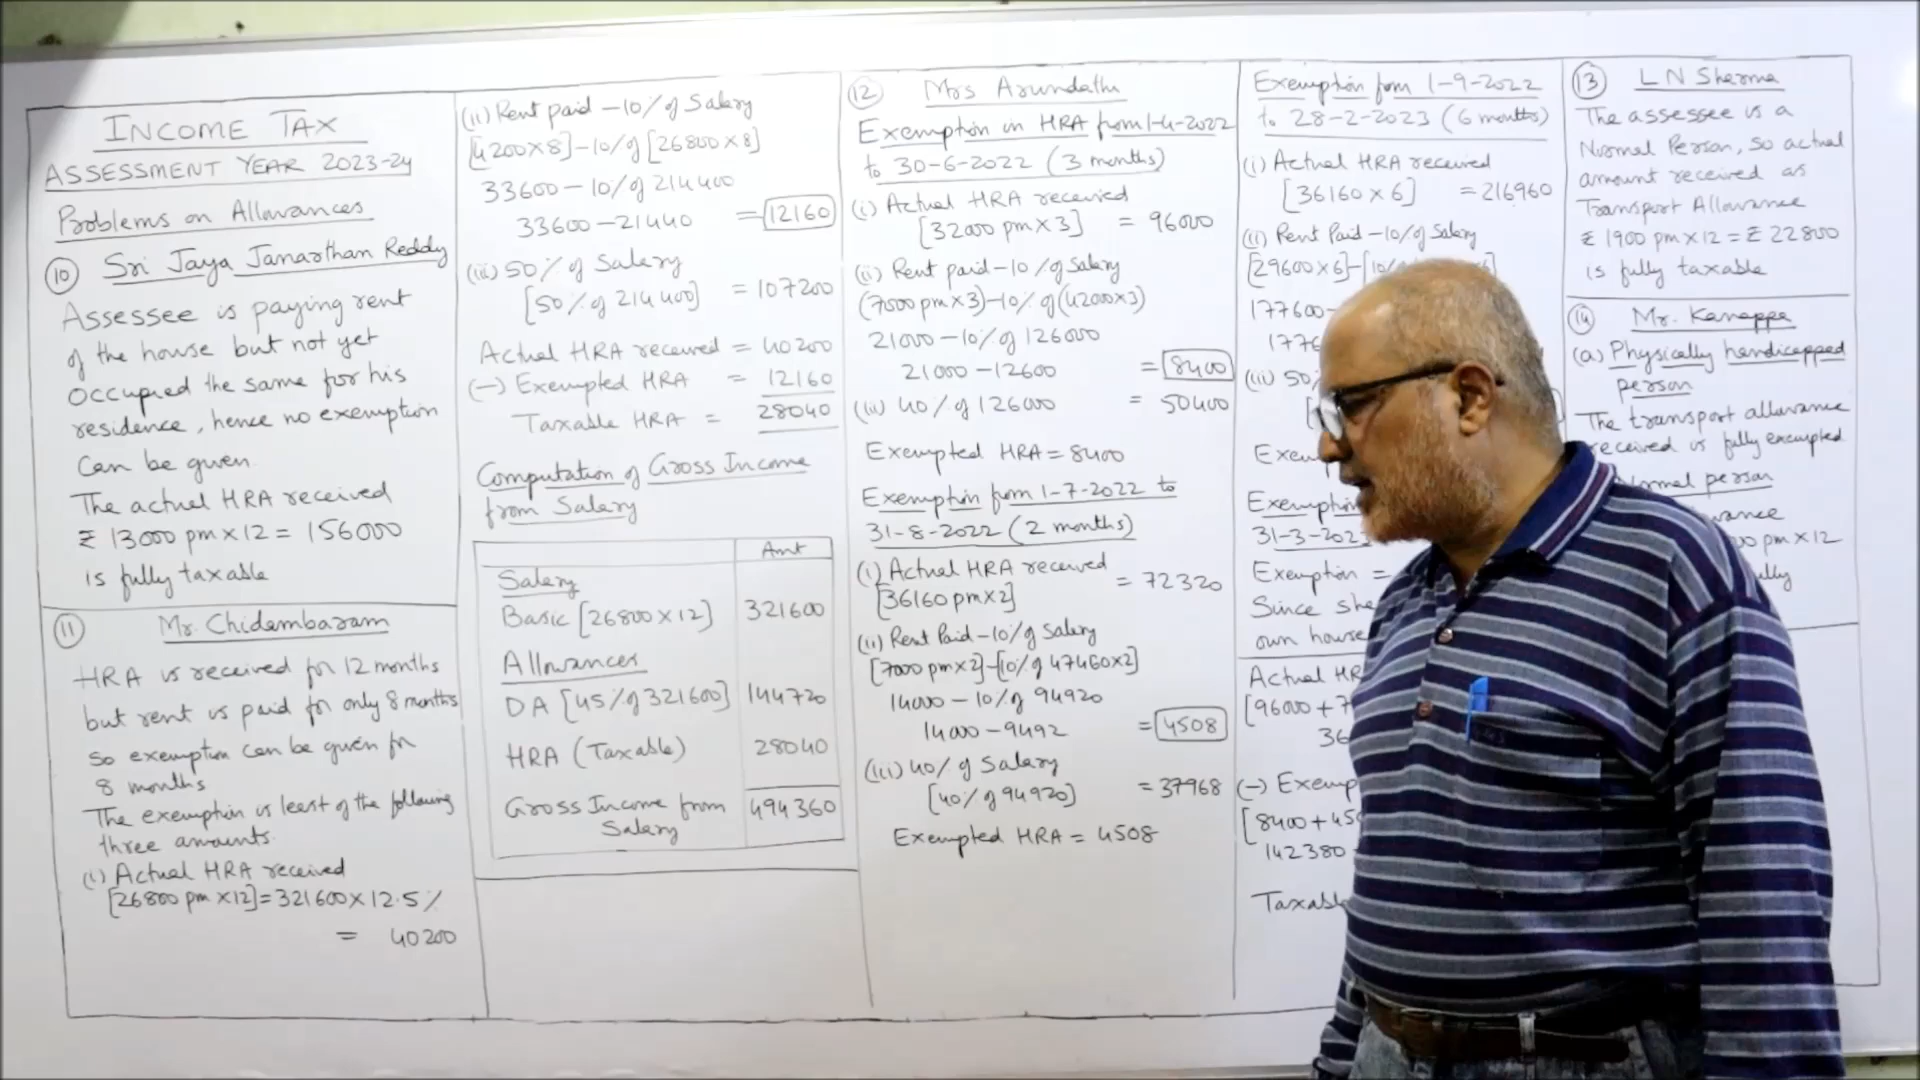 INCOME TAX
ASSESSMENT YEAR 2023-24
Problems on Allowances
10 Sri Jaya Janarthan Reddy
Assessee is paying rent
of the house but not yet
occupied the same for his
residence, hence no exemption
can be given.
The actual HRA received
₹ 13000 pm × 12 = 156000
is fully taxable
11 Mr. Chidambaram
HRA is received for 12 months
but rent is paid for only 8 months
so exemption can be given for
8 months
The exemption is least of the following
three amounts.
(i) Actual HRA received
[26800 pm × 12] = 321600 × 12.5%
= 40200
(ii) Rent paid – 10% of Salary
[4200×8] – 10% of [26800×8]
33600 – 10% of 214400
33600 – 21440 = 12160
(iii) 50% of Salary
[50% of 214400] = 107200
Actual HRA received = 40200
(–) Exempted HRA = 12160
Taxable HRA = 28040
Computation of Gross Income
from Salary
Amt
Salary
Basic [26800×12] 321600
Allowances
DA [45% of 321600] 144720
HRA (Taxable) 28040
Gross Income from
Salary 494360
12 Mrs Arundathi
Exemption in HRA from 1-4-2022
to 30-6-2022 (3 months)
(i) Actual HRA received
[32000 pm × 3] = 96000
(ii) Rent paid – 10% of Salary
(7000 pm × 3) – 10% of (42000×3)
21000 – 10% of 126000
21000 – 12600 = 8400
(iii) 40% of 126000 = 50400
Exempted HRA = 8400
Exemption from 1-7-2022 to
31-8-2022 (2 months)
(i) Actual HRA received
[36160 pm × 2] = 72320
(ii) Rent Paid – 10% of Salary
[7000 pm × 2] – [10% of 47460×2]
14000 – 10% of 94920
14000 – 9492 = 4508
(iii) 40% of Salary
[40% of 94920] = 37968
Exempted HRA = 4508
Exemption from 1-9-2022
to 28-2-2023 (6 months)
(i) Actual HRA received
[36160 × 6] = 216960
(ii) Rent Paid – 10% of Salary
[29600×6] –
177600 –
(iii) 50%
Exemption
31-3-2023
Exemption =
Since she
own house
Actual HRA
[96000 +
(–)
[8400 +
142380
13 L N Sharma
The assessee is a
Normal Person, so actual
amount received as
Transport Allowance
₹ 1900 pm × 12 = ₹ 22800
is fully taxable
14 Mr. Kanappa
(a) Physically handicapped
person
The transport allowance
received is fully exempted
person
pm × 12